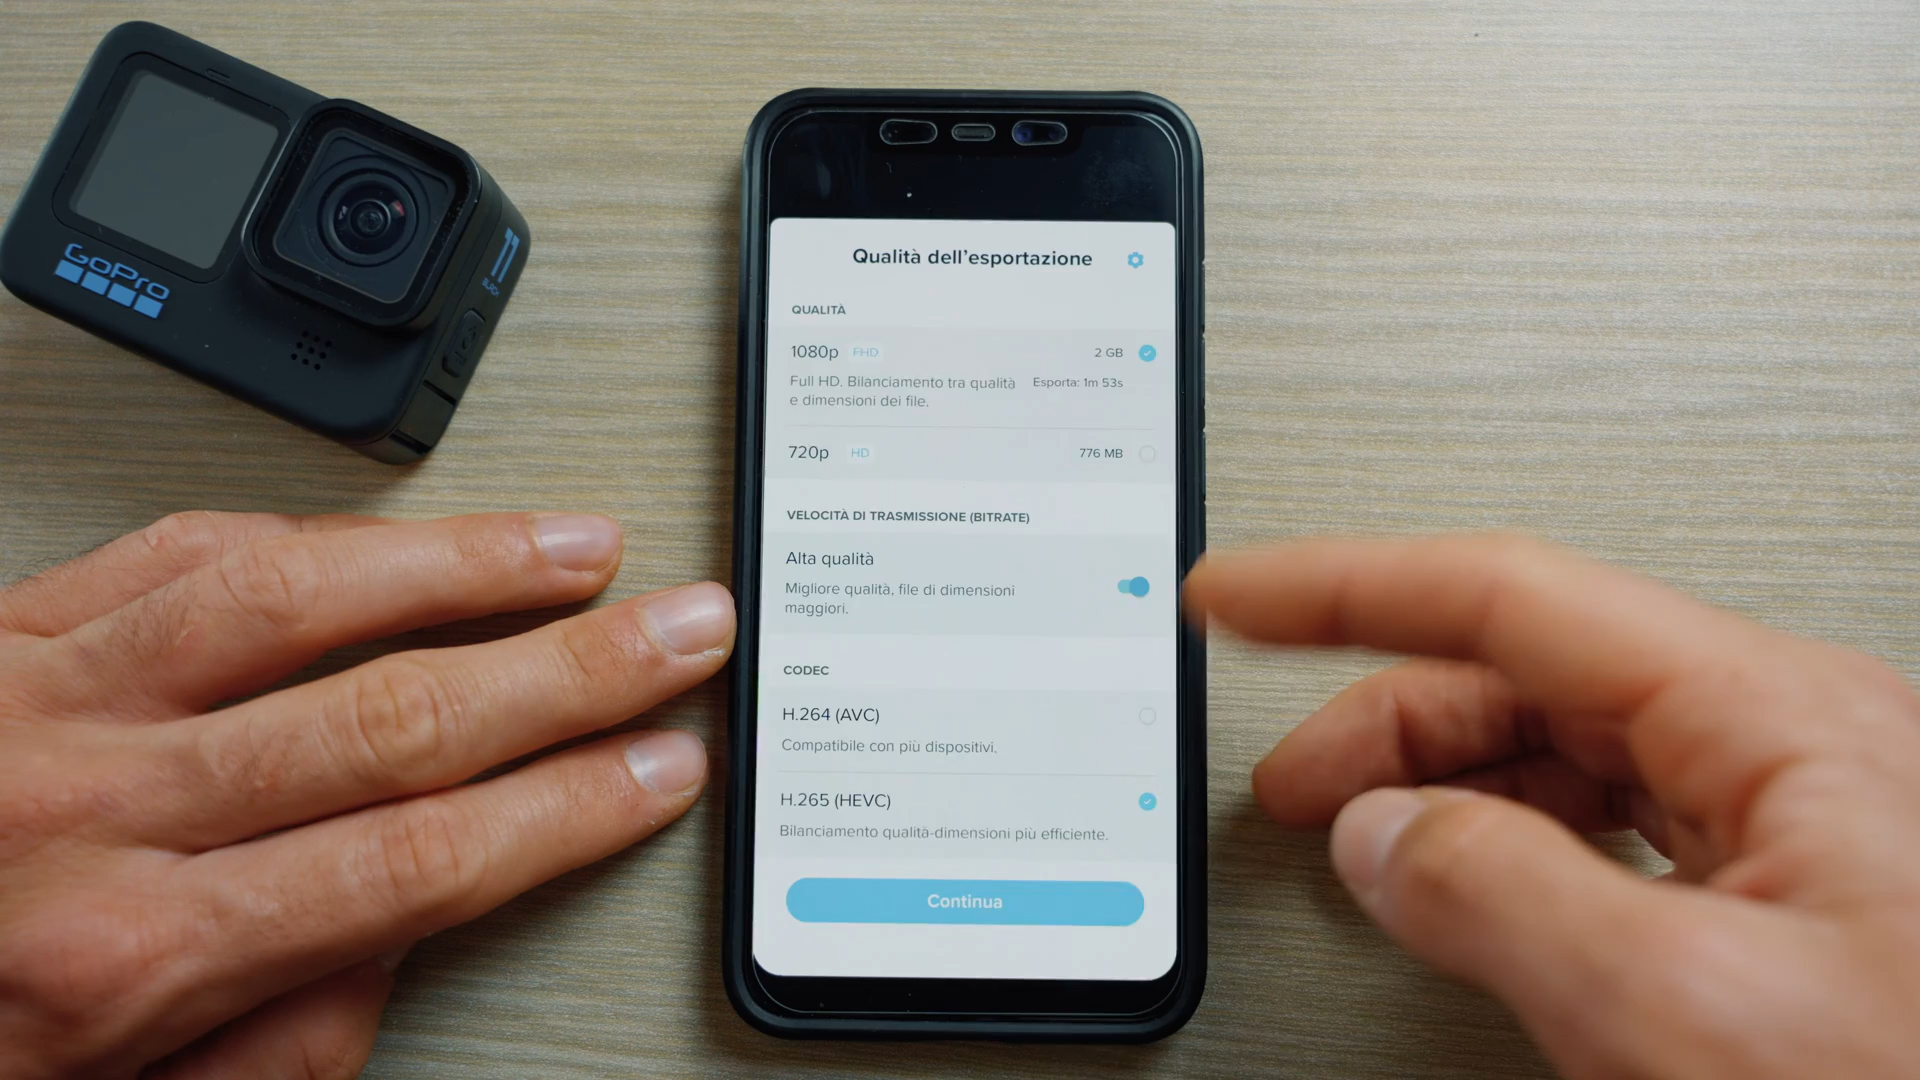 GoPro
11
BLACK
Qualità dell'esportazione
QUALITÀ
1080p FHD 2 GB
Full HD. Bilanciamento tra qualità Esporta: 1m 53s
e dimensioni dei file.
720p HD 776 MB
VELOCITÀ DI TRASMISSIONE (BITRATE)
Alta qualità
Migliore qualità, file di dimensioni
maggiori.
CODEC
H.264 (AVC)
Compatibile con più dispositivi.
H.265 (HEVC)
Bilanciamento qualità-dimensioni più efficiente.
Continua